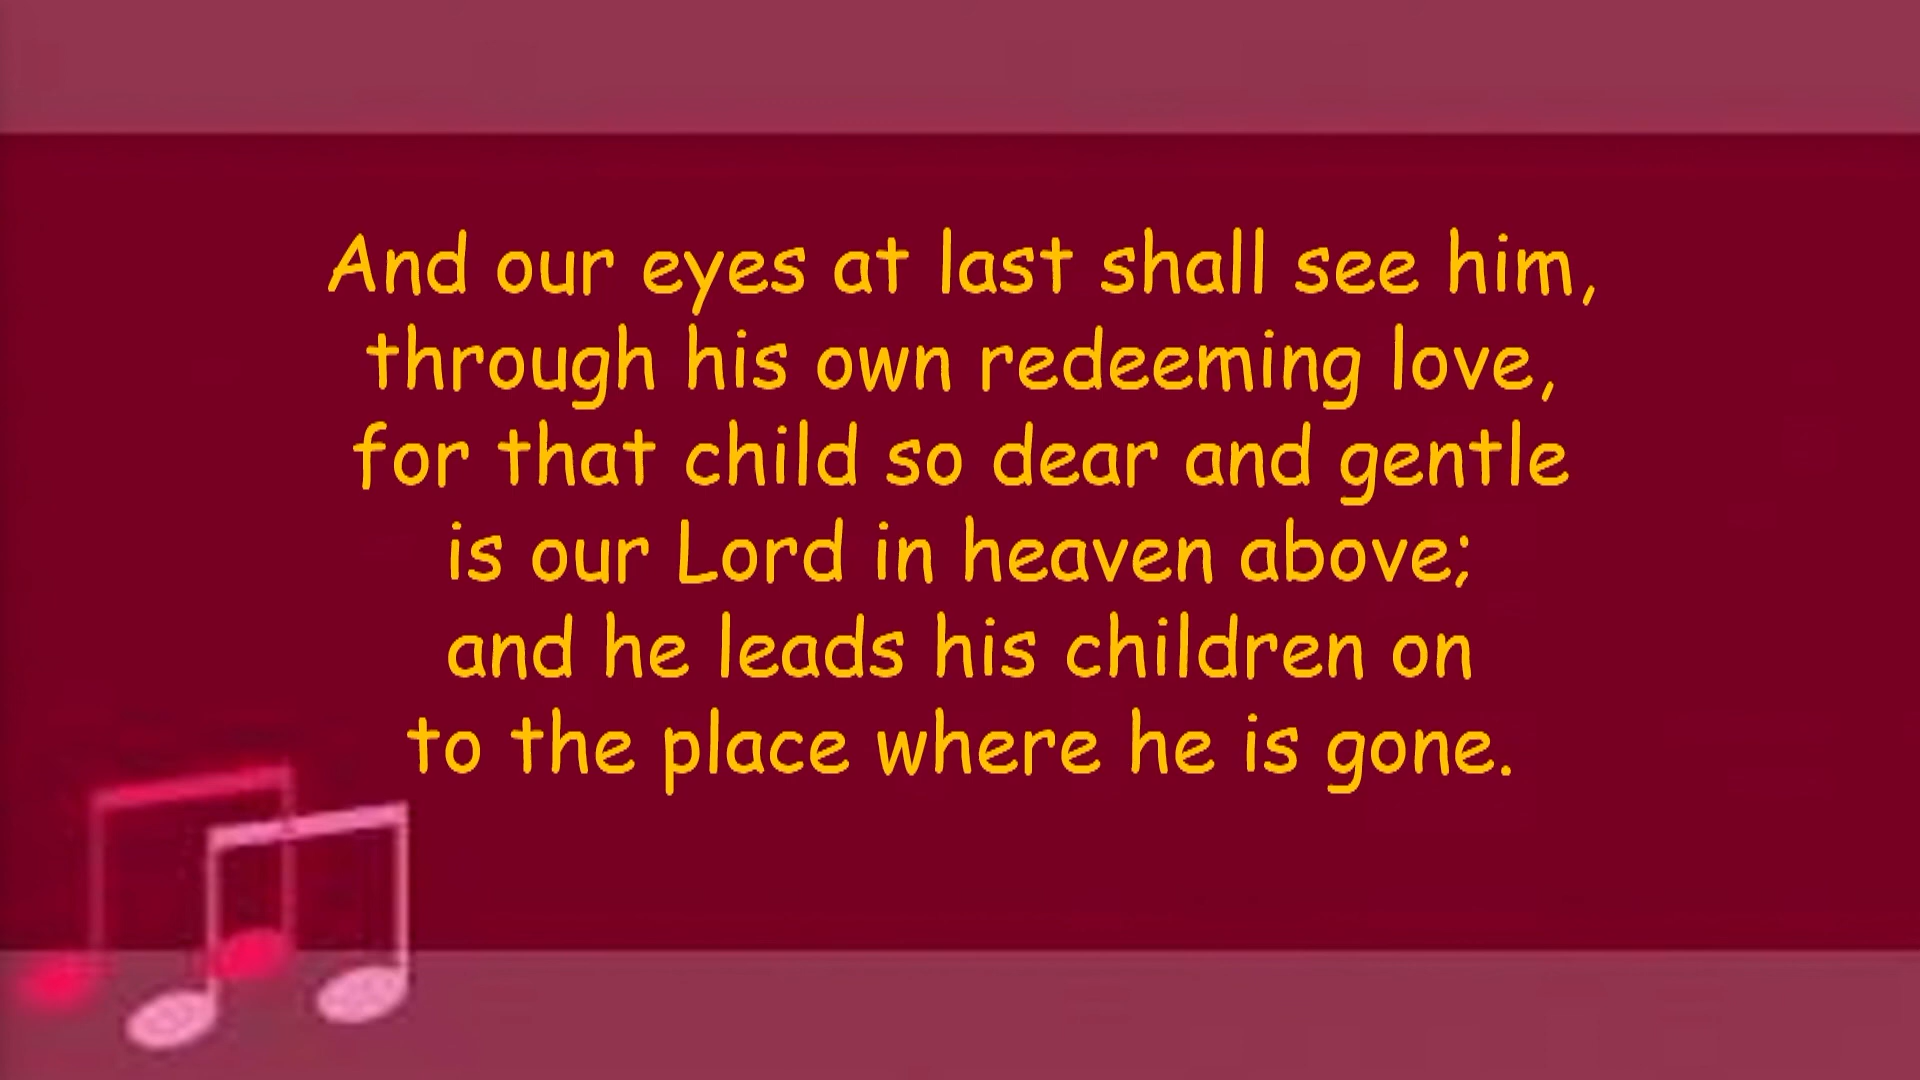 And our eyes at last shall see him,
through his own redeeming love,
for that child so dear and gentle
is our Lord in heaven above;
and he leads his children on
to the place where he is gone.